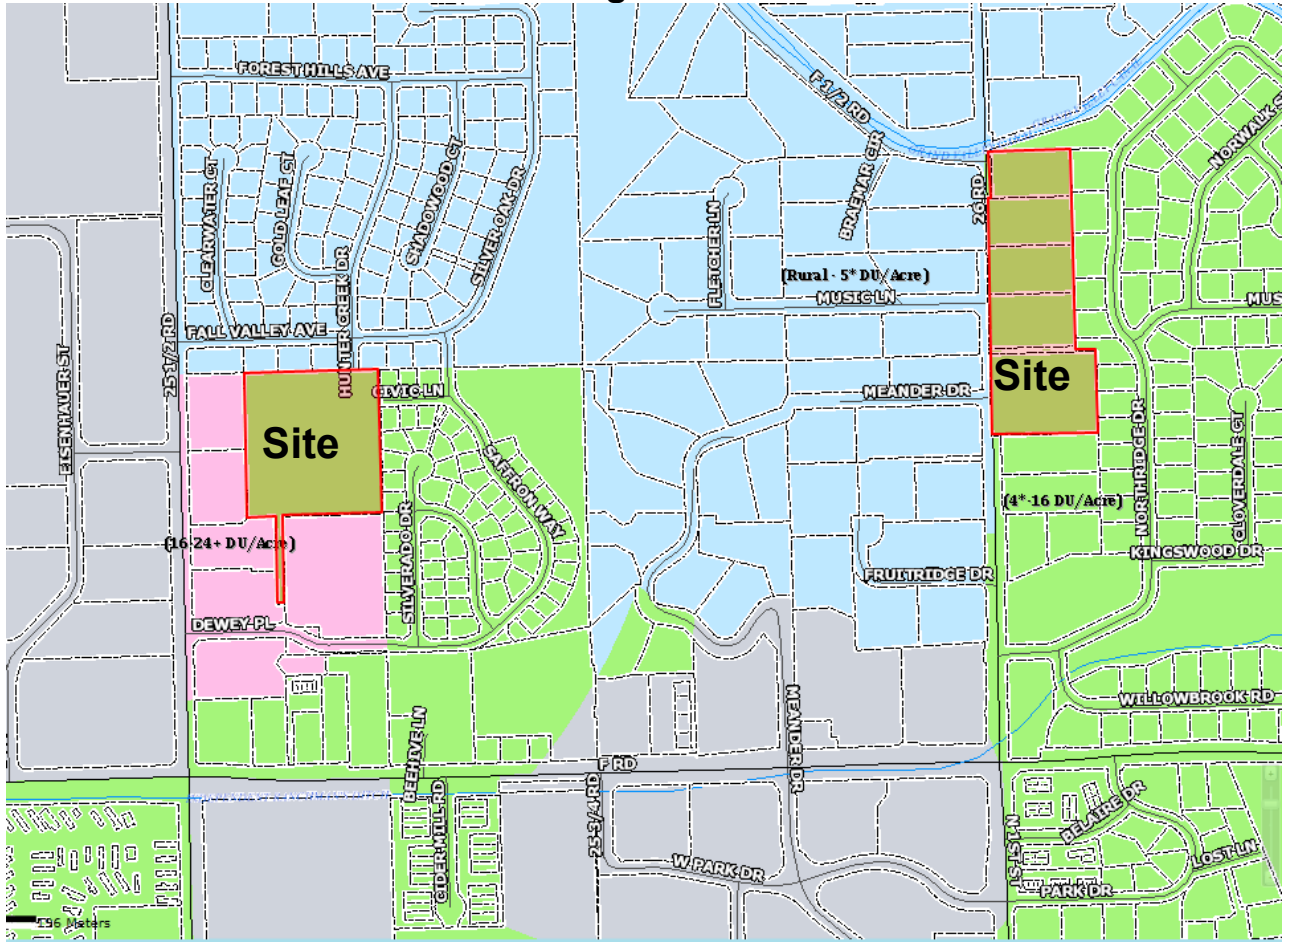 FOREST HILLS AVE
F 1/2 RD
NORWALK S
CLEARWATER CT
GOLD LEAF CT
SHADOWOOD CT
SILVER OAK DR
BRAEMAR CIR
26 RD
FLETCHER LN
HUNTER CREEK DR
(Rural - 5* DU/Acre)
MUSIC LN
MUS
25 1/2 RD
FALL VALLEY AVE
EISENHAUER ST
CIVIC LN
MEANDER DR
Site
Site
NORTHRIDGE DR
CLOVERDALE CT
SAFFRON WAY
(4*-16 DU/Acre)
(16-24+ DU/Acre)
SILVERADO DR
KINGSWOOD DR
FRUITRIDGE DR
DEWEY PL
WILLOWBROOK RD
MEANDER DR
BEEHIVE LN
F RD
25 3/4 RD
CIDER MILL RD
N 1ST ST
BELAIRE DR
LOST LN
W PARK DR
PARK DR
196 Meters